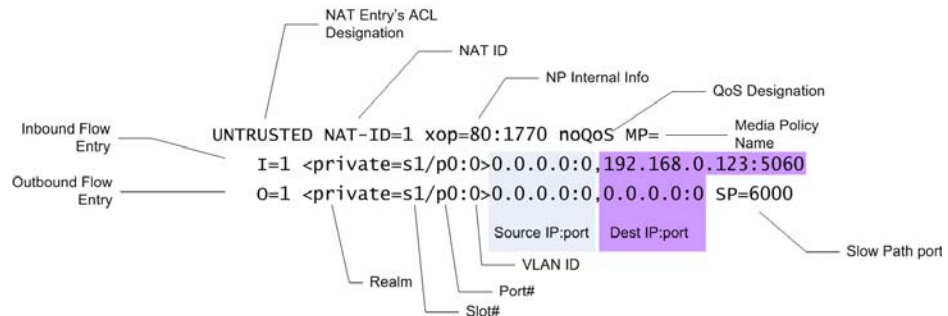 NAT Entry's ACL
Designation
NAT ID
NP Internal Info
QoS Designation
Inbound Flow
Entry
UNTRUSTED NAT-ID=1 xop=80:1770 noQoS MP=
Media Policy
Name
I=1 <private=s1/p0:0>0.0.0.0:0,192.168.0.123:5060
Outbound Flow
Entry
O=1 <private=s1/p0:0>0.0.0.0:0,0.0.0.0:0 SP=6000
Source IP:port
Dest IP:port
Slow Path port
VLAN ID
Realm
Port#
Slot#